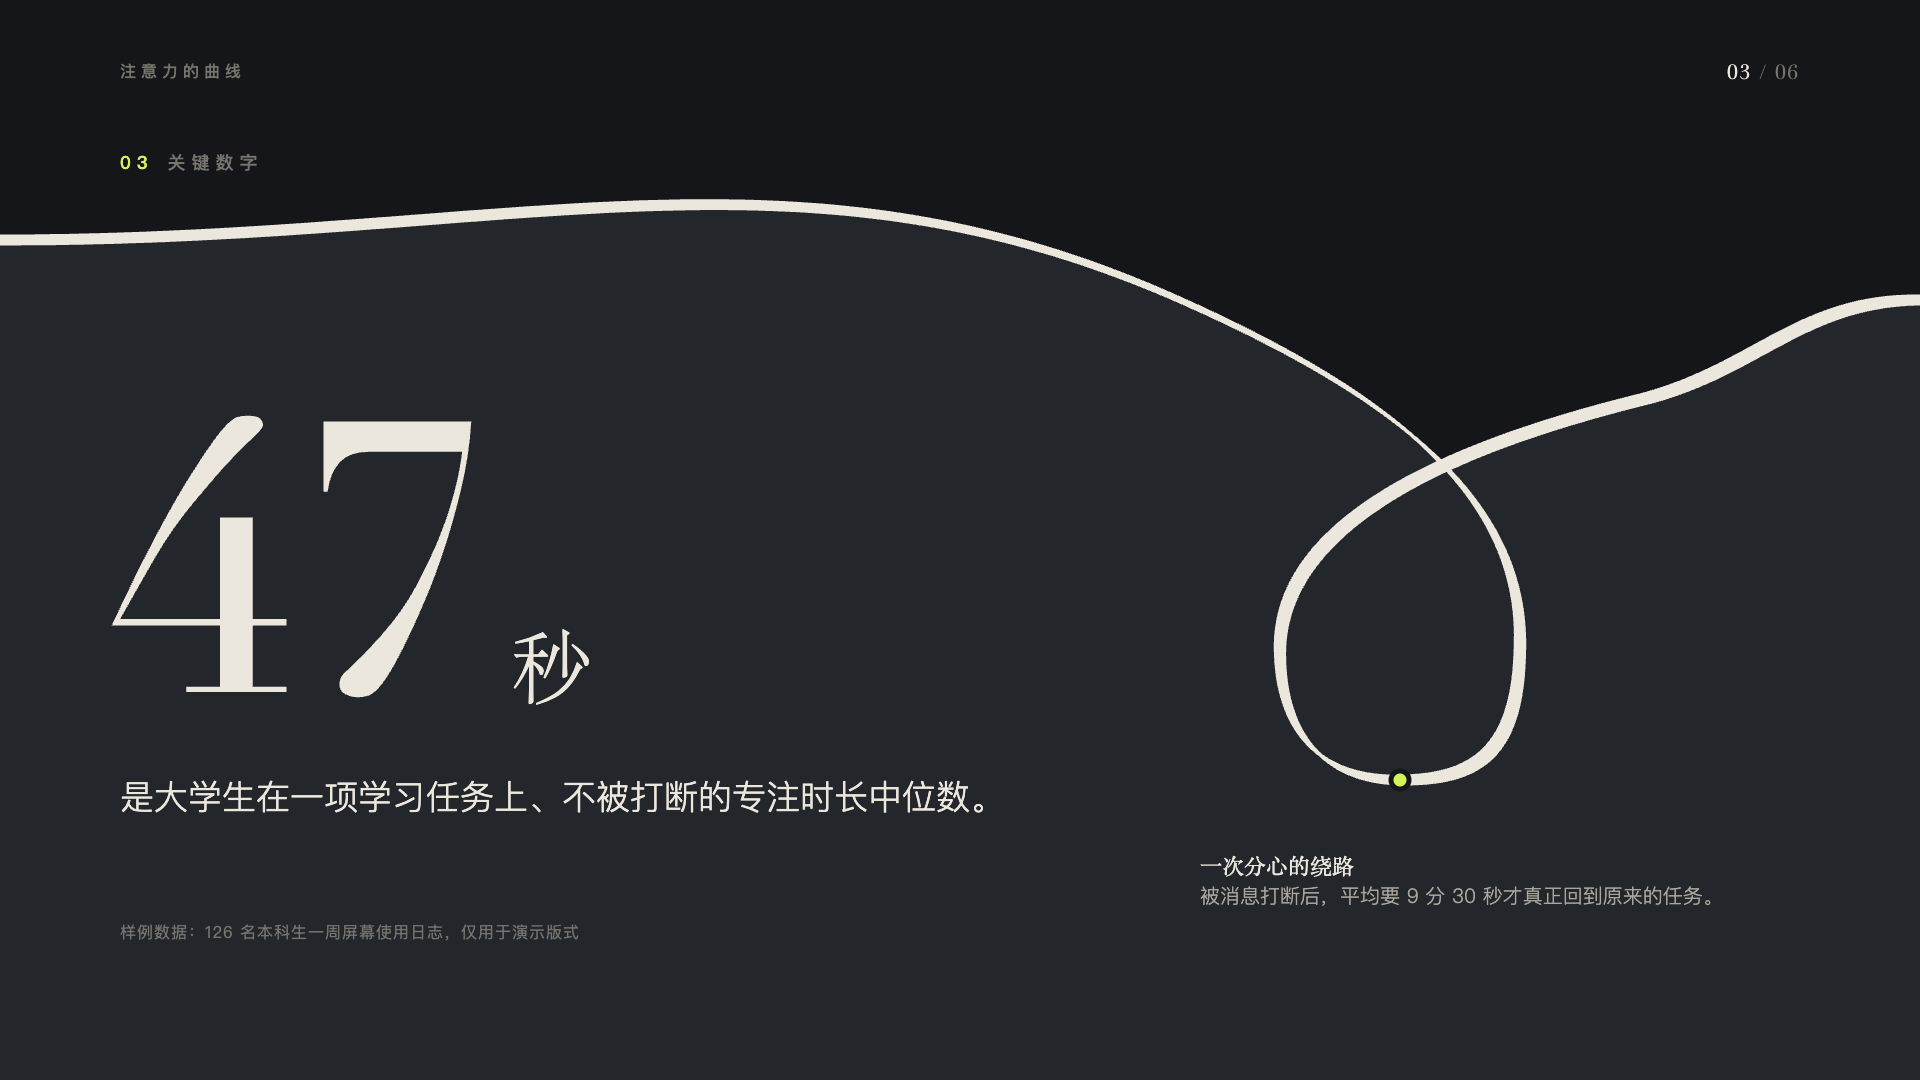 注意力的曲线
03 / 06
03 关键数字
47 秒
是大学生在一项学习任务上、不被打断的专注时长中位数。
一次分心的绕路
被消息打断后，平均要 9 分 30 秒才真正回到原来的任务。
样例数据：126 名本科生一周屏幕使用日志，仅用于演示版式